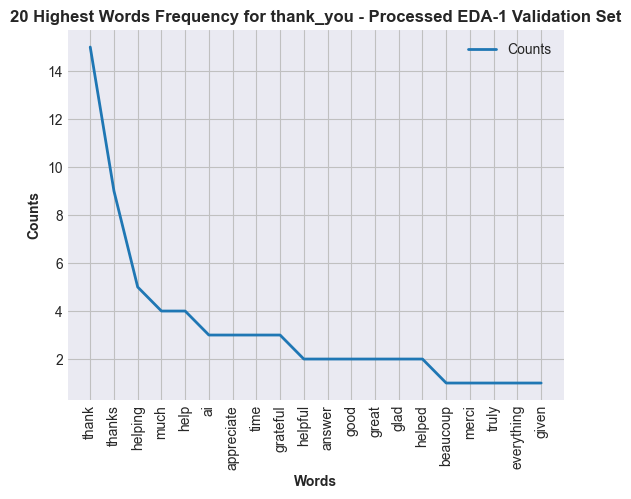 20 Highest Words Frequency for thank_you - Processed EDA-1 Validation Set
Counts
14
12
10
8
6
4
2
Counts
thank
thanks
helping
much
help
ai
appreciate
time
grateful
helpful
answer
good
great
glad
helped
beaucoup
merci
truly
everything
given
Words